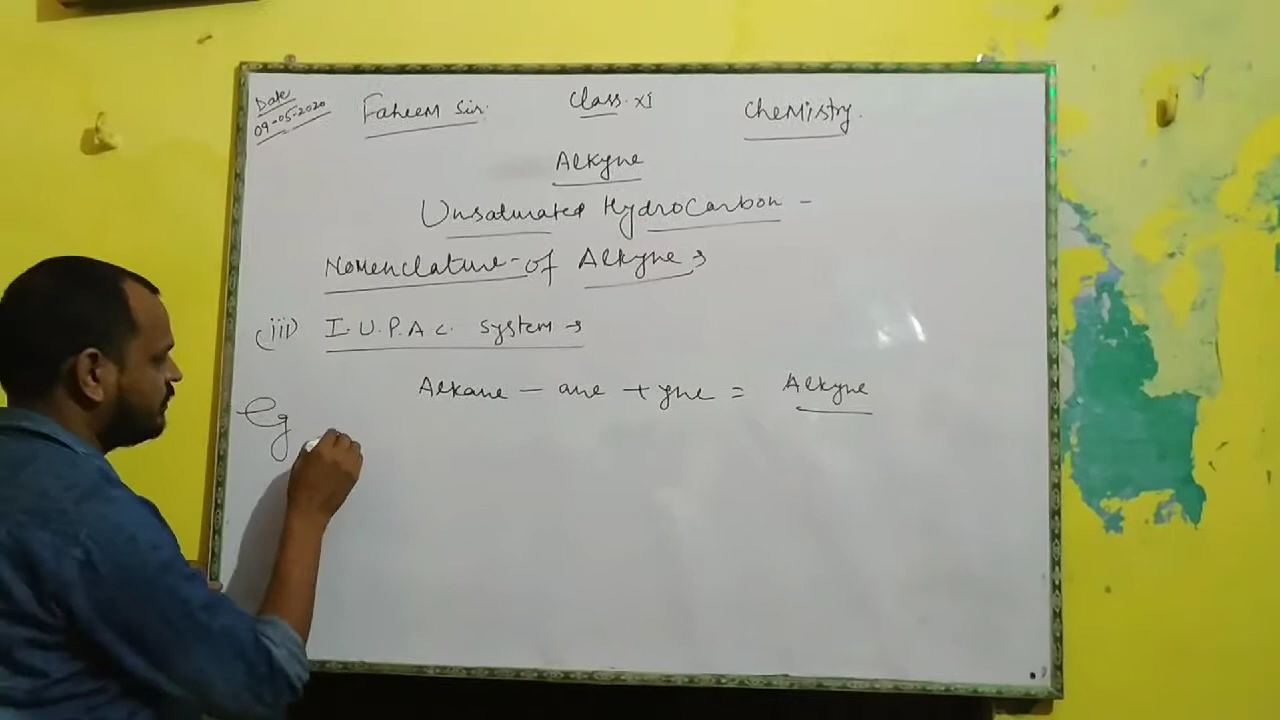 Date
09-05-2020
Faheem Sir.
Class. XI
Chemistry.
Alkyne
Unsaturated Hydrocarbon -
Nomenclature - of Alkyne →
(iii) I.U.P.A.C. system →
Alkane - ane + yne = Alkyne
Eg